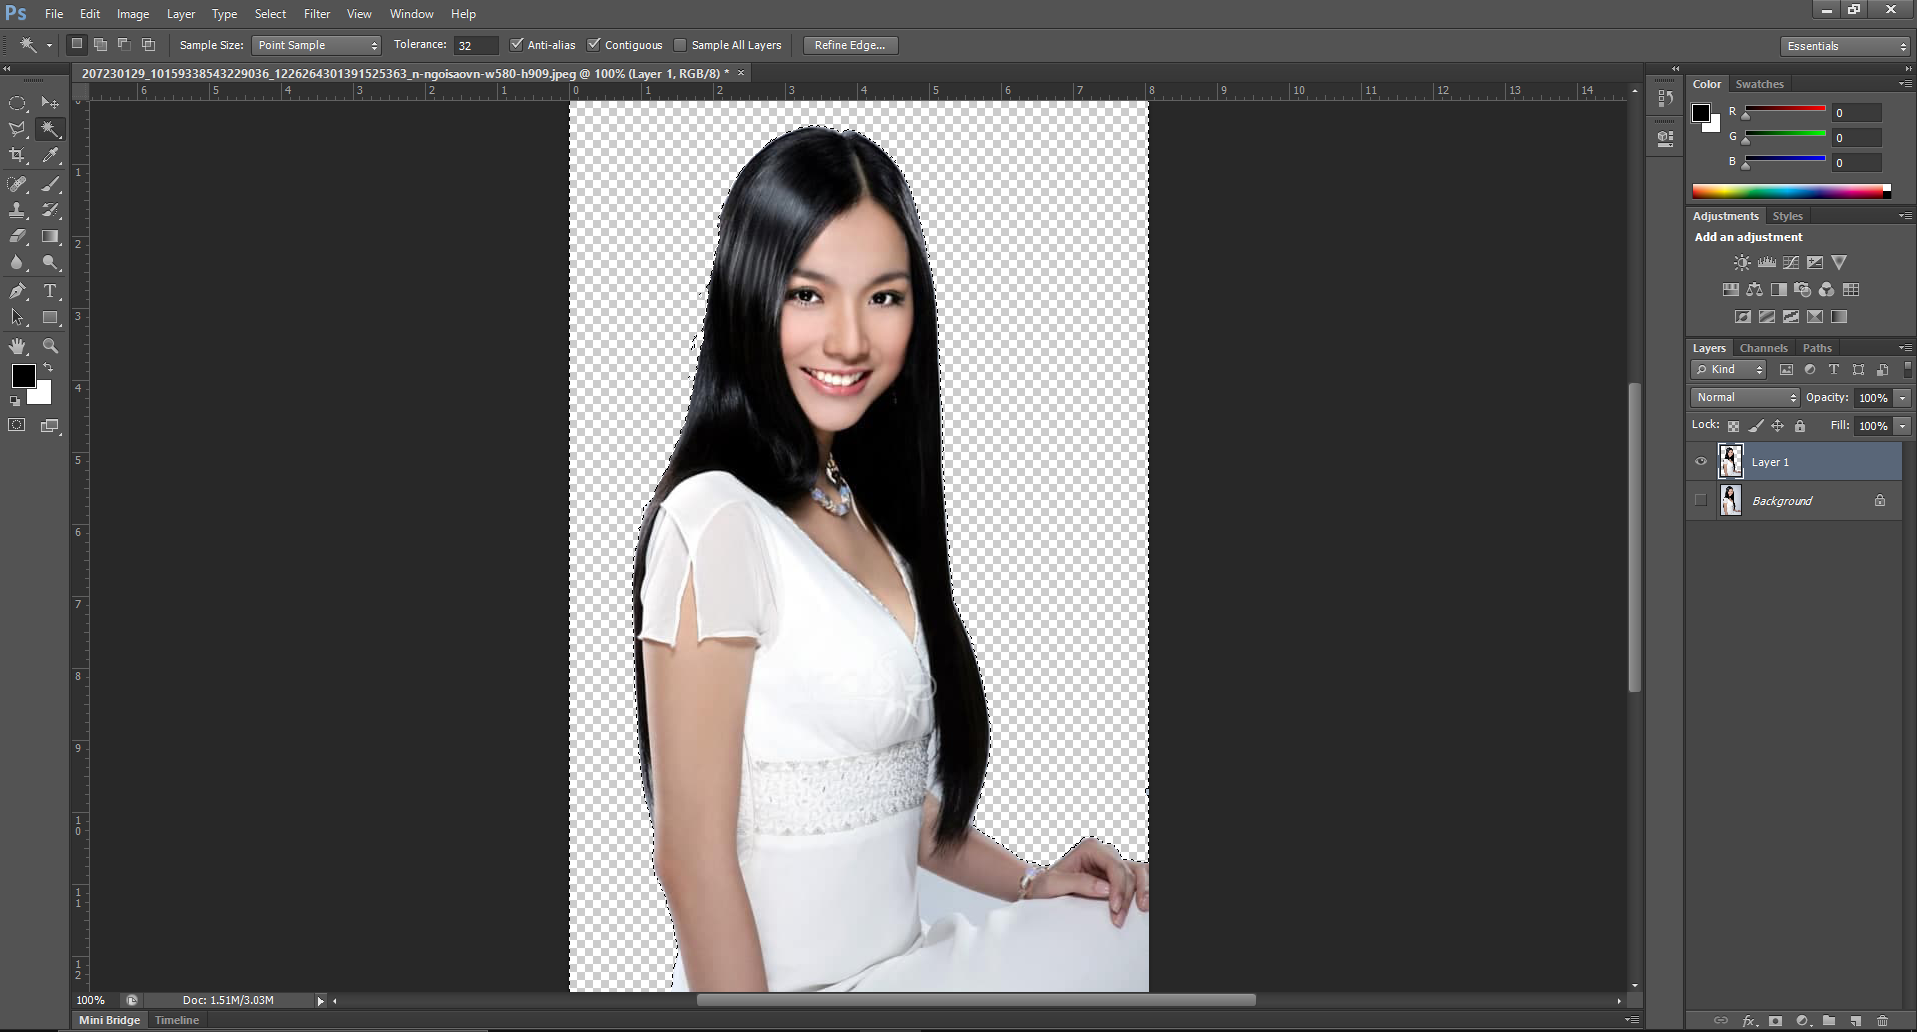 Ps File Edit Image Layer Type Select Filter View Window Help
Sample Size: Point Sample Tolerance: 32 Anti-alias Contiguous Sample All Layers Refine Edge... Essentials
207230129_10159338543229036_1226264301391525363_n-ngoisaovn-w580-h909.jpeg @ 100% (Layer 1, RGB/8) * ×
6 5 4 3 2 1 0 1 2 3 4 5 6 7 8 9 10 11 12 13 14
Color Swatches
R 0
G 0
B 0
1
2
3
4
5
6
7
8
9
10
11
12
Adjustments Styles
Add an adjustment
Layers Channels Paths
Kind
Normal Opacity: 100%
Lock: Fill: 100%
Layer 1
Background
T
fx
100% Doc: 1.51M/3.03M
Mini Bridge Timeline